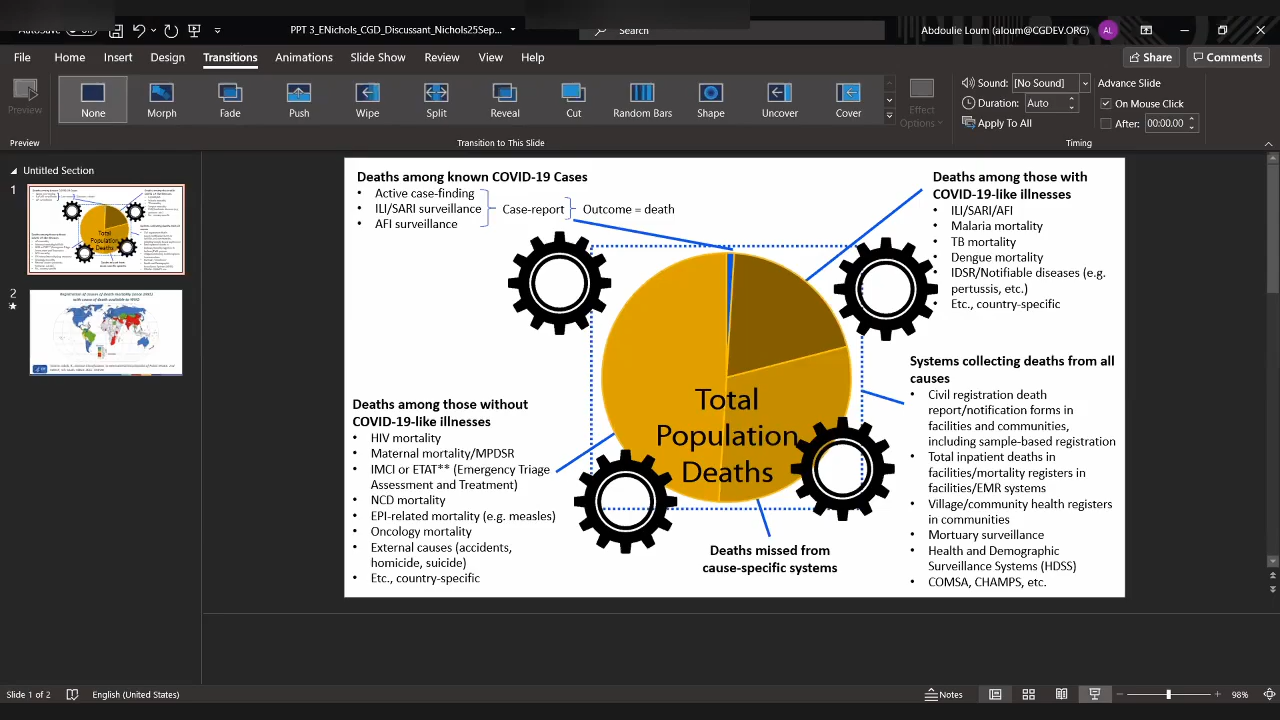 AutoSave Off
PPT 3_ENichols_CGD_Discussant_Nichols25Sep...
Search
Abdoulie Loum (aloum@CGDEV.ORG) AL
File Home Insert Design Transitions Animations Slide Show Review View Help
Share Comments
Preview
None Morph Fade Push Wipe Split Reveal Cut Random Bars Shape Uncover Cover
Effect Options
Sound: [No Sound]
Duration: Auto
Apply To All
Advance Slide
On Mouse Click
After: 00:00.00
Preview
Transition to This Slide
Timing
Untitled Section
1
Total
Population
Deaths
2
Deaths among known COVID-19 Cases
• Active case-finding
• ILI/SARI surveillance
• AFI surveillance
Case-report
Outcome = death
Deaths among those with
COVID-19-like illnesses
• ILI/SARI/AFI
• Malaria mortality
• TB mortality
• Dengue mortality
• IDSR/Notifiable diseases (e.g.
pertussis, etc.)
• Etc., country-specific
Systems collecting deaths from all
causes
• Civil registration death
report/notification forms in
facilities and communities,
including sample-based registration
• Total inpatient deaths in
facilities/mortality registers in
facilities/EMR systems
• Village/community health registers
in communities
• Mortuary surveillance
• Health and Demographic
Surveillance Systems (HDSS)
• COMSA, CHAMPS, etc.
Total
Population
Deaths
Deaths among those without
COVID-19-like illnesses
• HIV mortality
• Maternal mortality/MPDSR
• IMCI or ETAT** (Emergency Triage
Assessment and Treatment)
• NCD mortality
• EPI-related mortality (e.g. measles)
• Oncology mortality
• External causes (accidents,
homicide, suicide)
• Etc., country-specific
Deaths missed from
cause-specific systems
Slide 1 of 2
English (United States)
Notes
98%